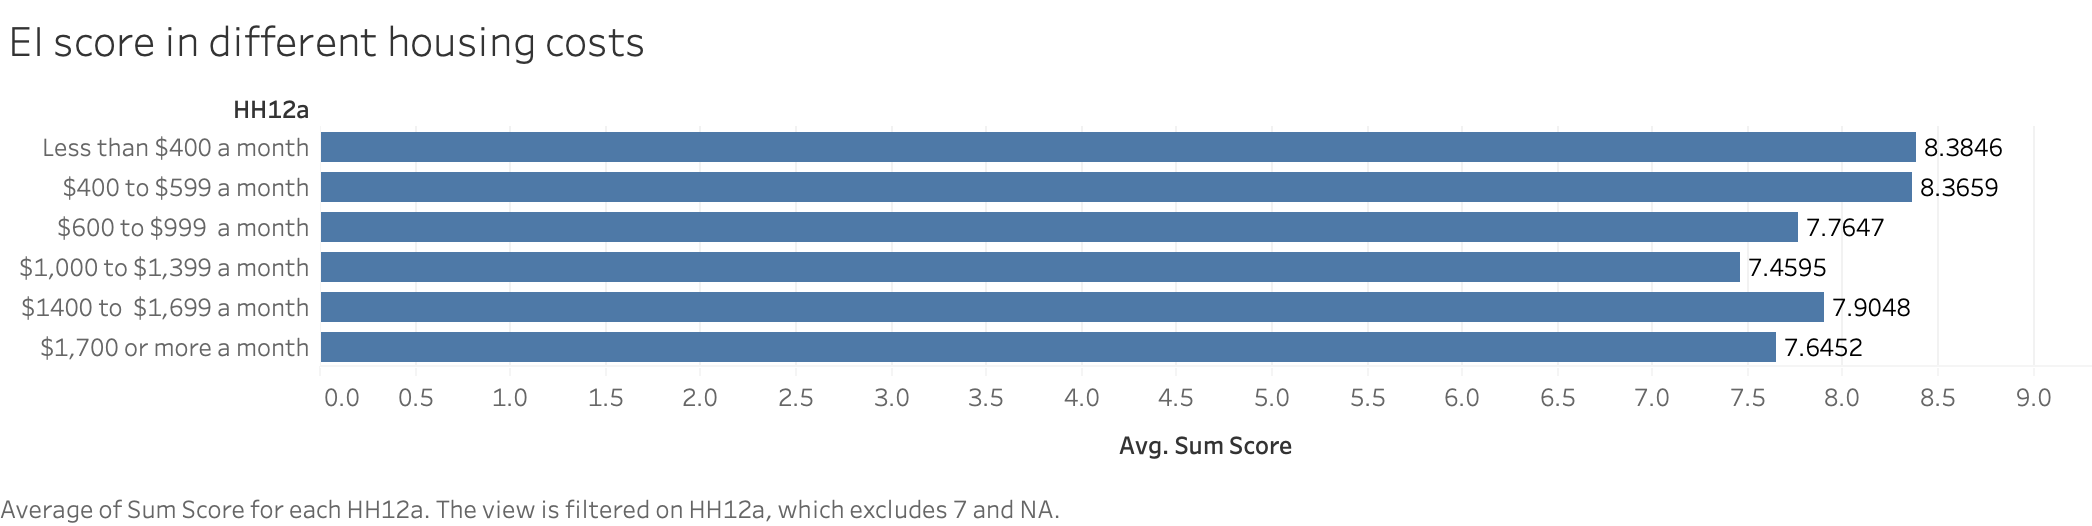 EI score in different housing costs
HH12a
Less than $400 a month 8.3846
$400 to $599 a month 8.3659
$600 to $999  a month 7.7647
$1,000 to $1,399 a month 7.4595
$1400 to  $1,699 a month 7.9048
$1,700 or more a month 7.6452
0.0 0.5 1.0 1.5 2.0 2.5 3.0 3.5 4.0 4.5 5.0 5.5 6.0 6.5 7.0 7.5 8.0 8.5 9.0
Avg. Sum Score
Average of Sum Score for each HH12a. The view is filtered on HH12a, which excludes 7 and NA.